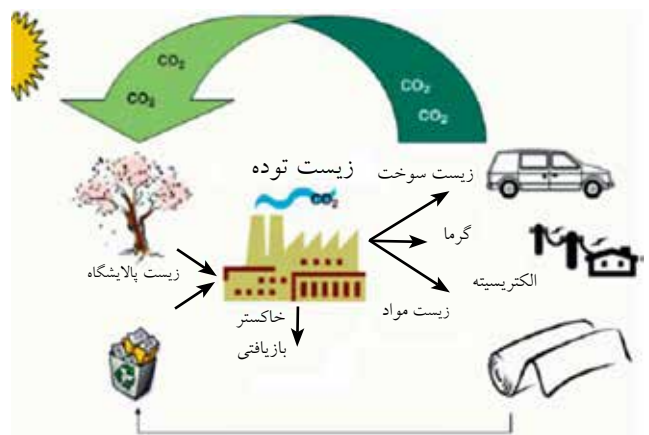 CO₂
CO₂
CO₂
CO₂
زیست توده
CO₂
زیست سوخت
گرما
زیست پالایشگاه
الکتریسیته
زیست مواد
خاکستر
بازیافتی